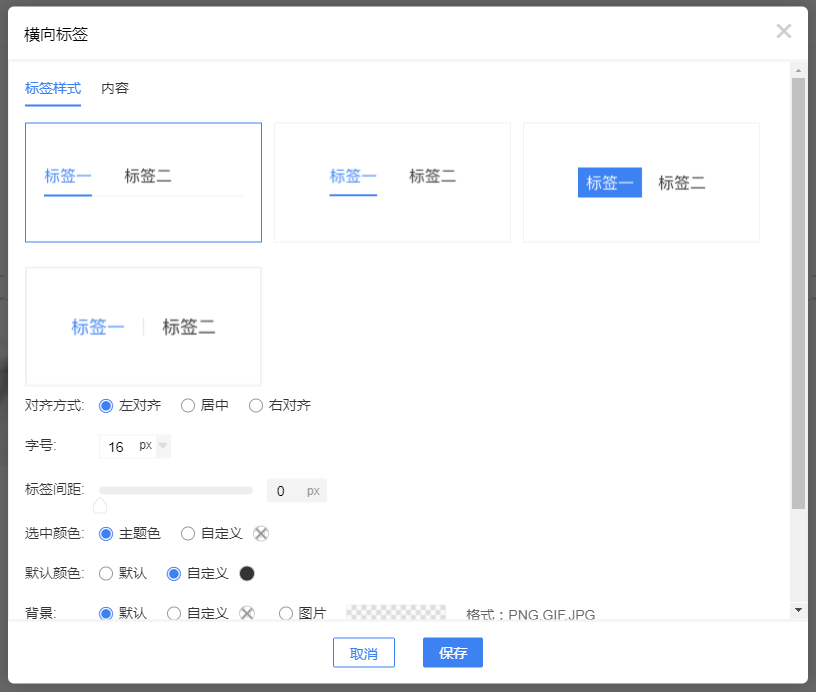 横向标签
标签样式 内容
标签一 标签二 标签一 标签二 标签一 标签二
标签一 标签二
对齐方式: 左对齐 居中 右对齐
字号: 16 px
标签间距: 0 px
选中颜色: 主题色 自定义
默认颜色: 默认 自定义
背景: 默认 自定义 图片 格式：PNG,GIF,JPG
取消 保存